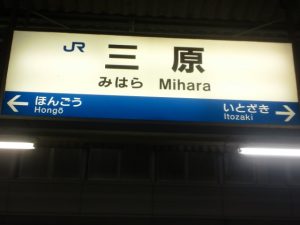 JR 三原
みはら Mihara
← ほんごう いとざき →
Hongō Itozaki